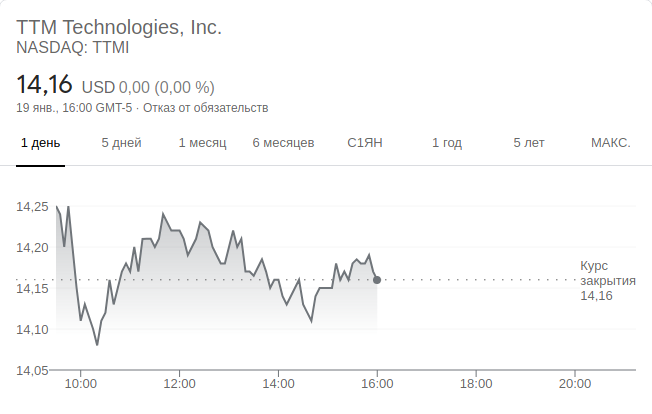 TTM Technologies, Inc.
NASDAQ: TTMI
14,16 USD 0,00 (0,00 %)
19 янв., 16:00 GMT-5 · Отказ от обязательств
1 день 5 дней 1 месяц 6 месяцев С1ЯН 1 год 5 лет МАКС.
14,25
14,20
14,15
14,10
14,05
Курс
закрытия
14,16
10:00 12:00 14:00 16:00 18:00 20:00